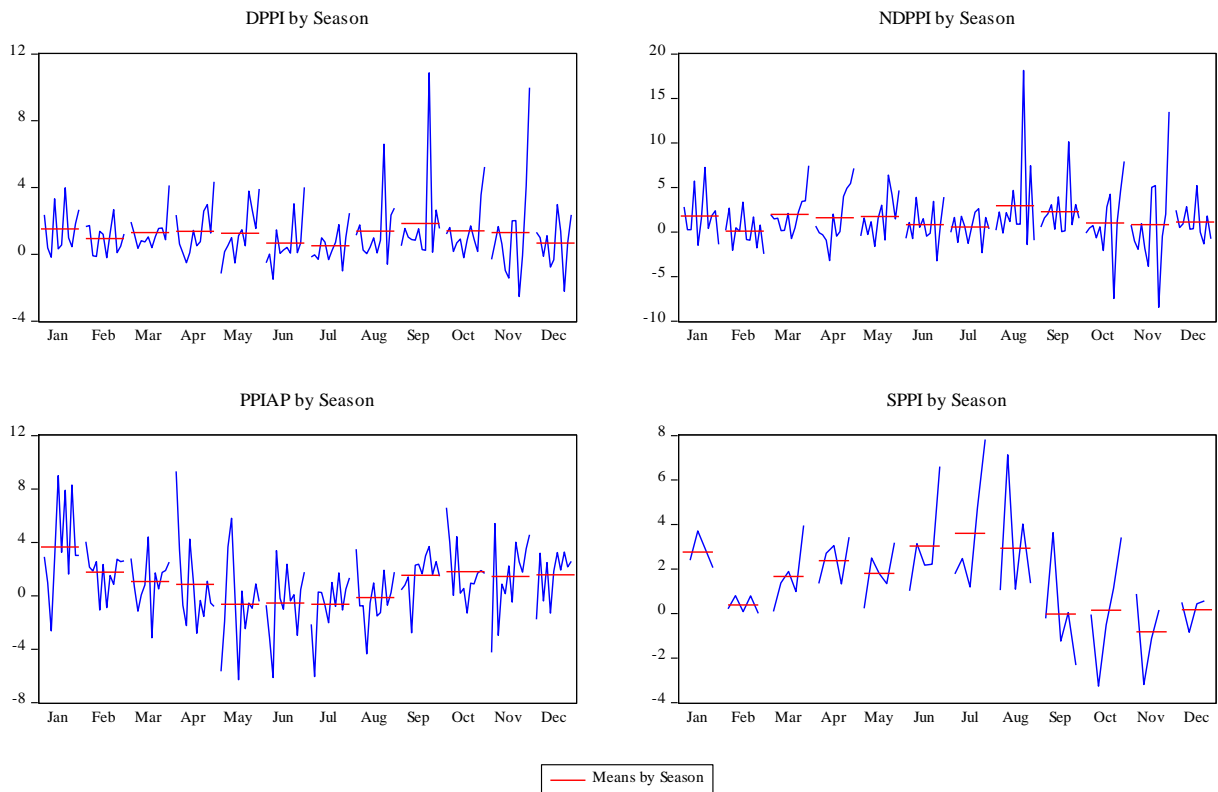 DPPI by Season
12
8
4
0
-4
Jan Feb Mar Apr May Jun Jul Aug Sep Oct Nov Dec
NDPPI by Season
20
15
10
5
0
-5
-10
Jan Feb Mar Apr May Jun Jul Aug Sep Oct Nov Dec
PPIAP by Season
12
8
4
0
-4
-8
Jan Feb Mar Apr May Jun Jul Aug Sep Oct Nov Dec
SPPI by Season
8
6
4
2
0
-2
-4
Jan Feb Mar Apr May Jun Jul Aug Sep Oct Nov Dec
Means by Season